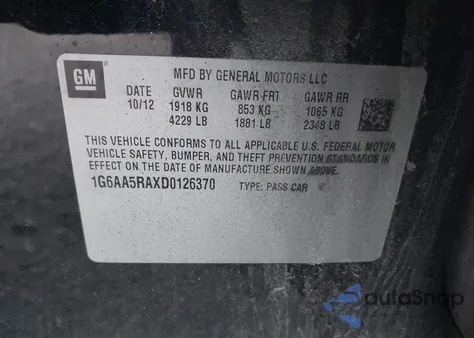 GM
MFD BY GENERAL MOTORS LLC
DATE GVWR GAWR FRT GAWR RR
10/12 1918 KG 853 KG 1065 KG
4229 LB 1881 LB 2348 LB
THIS VEHICLE CONFORMS TO ALL APPLICABLE U.S. FEDERAL MOTOR
VEHICLE SAFETY, BUMPER, AND THEFT PREVENTION STANDARDS IN
EFFECT ON THE DATE OF MANUFACTURE SHOWN ABOVE.
1G6AA5RAXD0126370 TYPE: PASS CAR
autoSnap